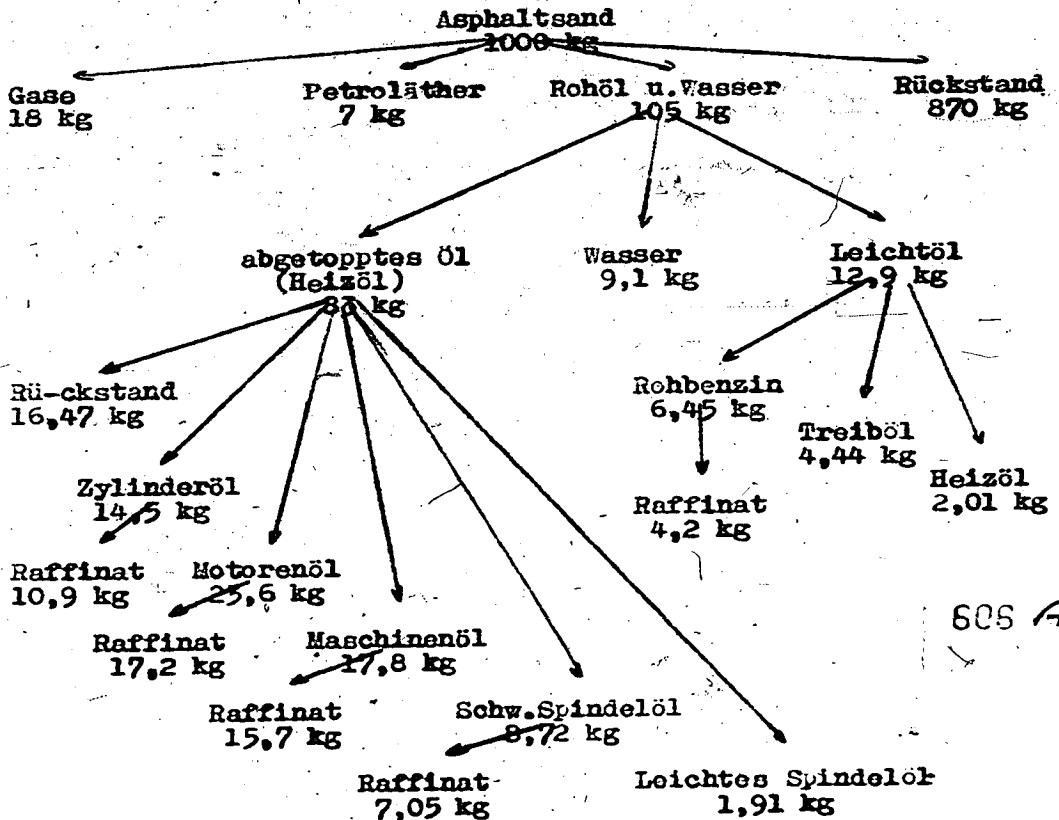 Asphaltsand
1000 kg
Gase
18 kg
Petroläther
7 kg
Rohöl u.Wasser
105 kg
Rückstand
870 kg
abgetopptes Öl
(Heizöl)
83 kg
Wasser
9,1 kg
Leichtöl
12,9 kg
Rü-ckstand
16,47 kg
Rohbenzin
6,45 kg
Treiböl
4,44 kg
Heizöl
2,01 kg
Zylinderöl
14,5 kg
Raffinat
4,2 kg
Raffinat
10,9 kg
Motorenöl
23,6 kg
Raffinat
17,2 kg
Maschinenöl
17,8 kg
Raffinat
15,7 kg
Schw.Spindelöl
8,72 kg
Raffinat
7,05 kg
Leichtes Spindelöl
1,91 kg